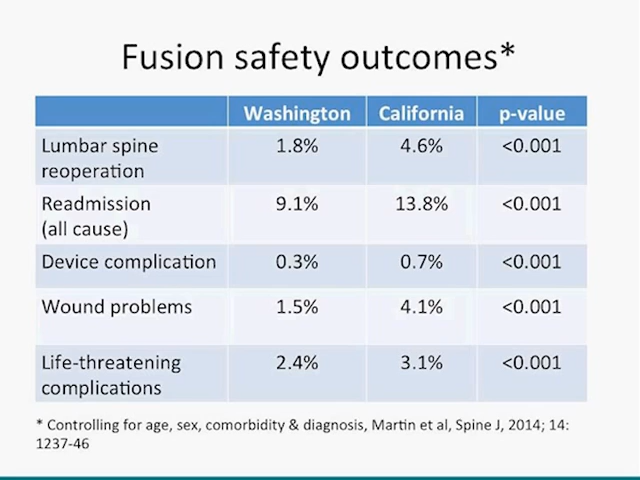 Fusion safety outcomes*
Washington California p-value
Lumbar spine reoperation 1.8% 4.6% <0.001
Readmission (all cause) 9.1% 13.8% <0.001
Device complication 0.3% 0.7% <0.001
Wound problems 1.5% 4.1% <0.001
Life-threatening complications 2.4% 3.1% <0.001
* Controlling for age, sex, comorbidity & diagnosis, Martin et al, Spine J, 2014; 14:
1237-46